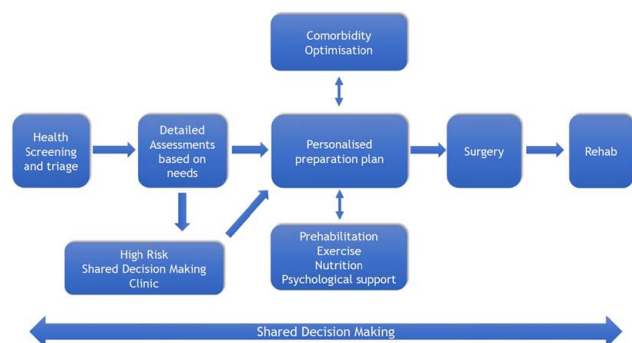 Comorbidity
Optimisation
Health
Screening
and triage
Detailed
Assessments
based on
needs
Personalised
preparation plan
Surgery
Rehab
High Risk
Shared Decision Making
Clinic
Prehabilitation
Exercise
Nutrition
Psychological support
Shared Decision Making